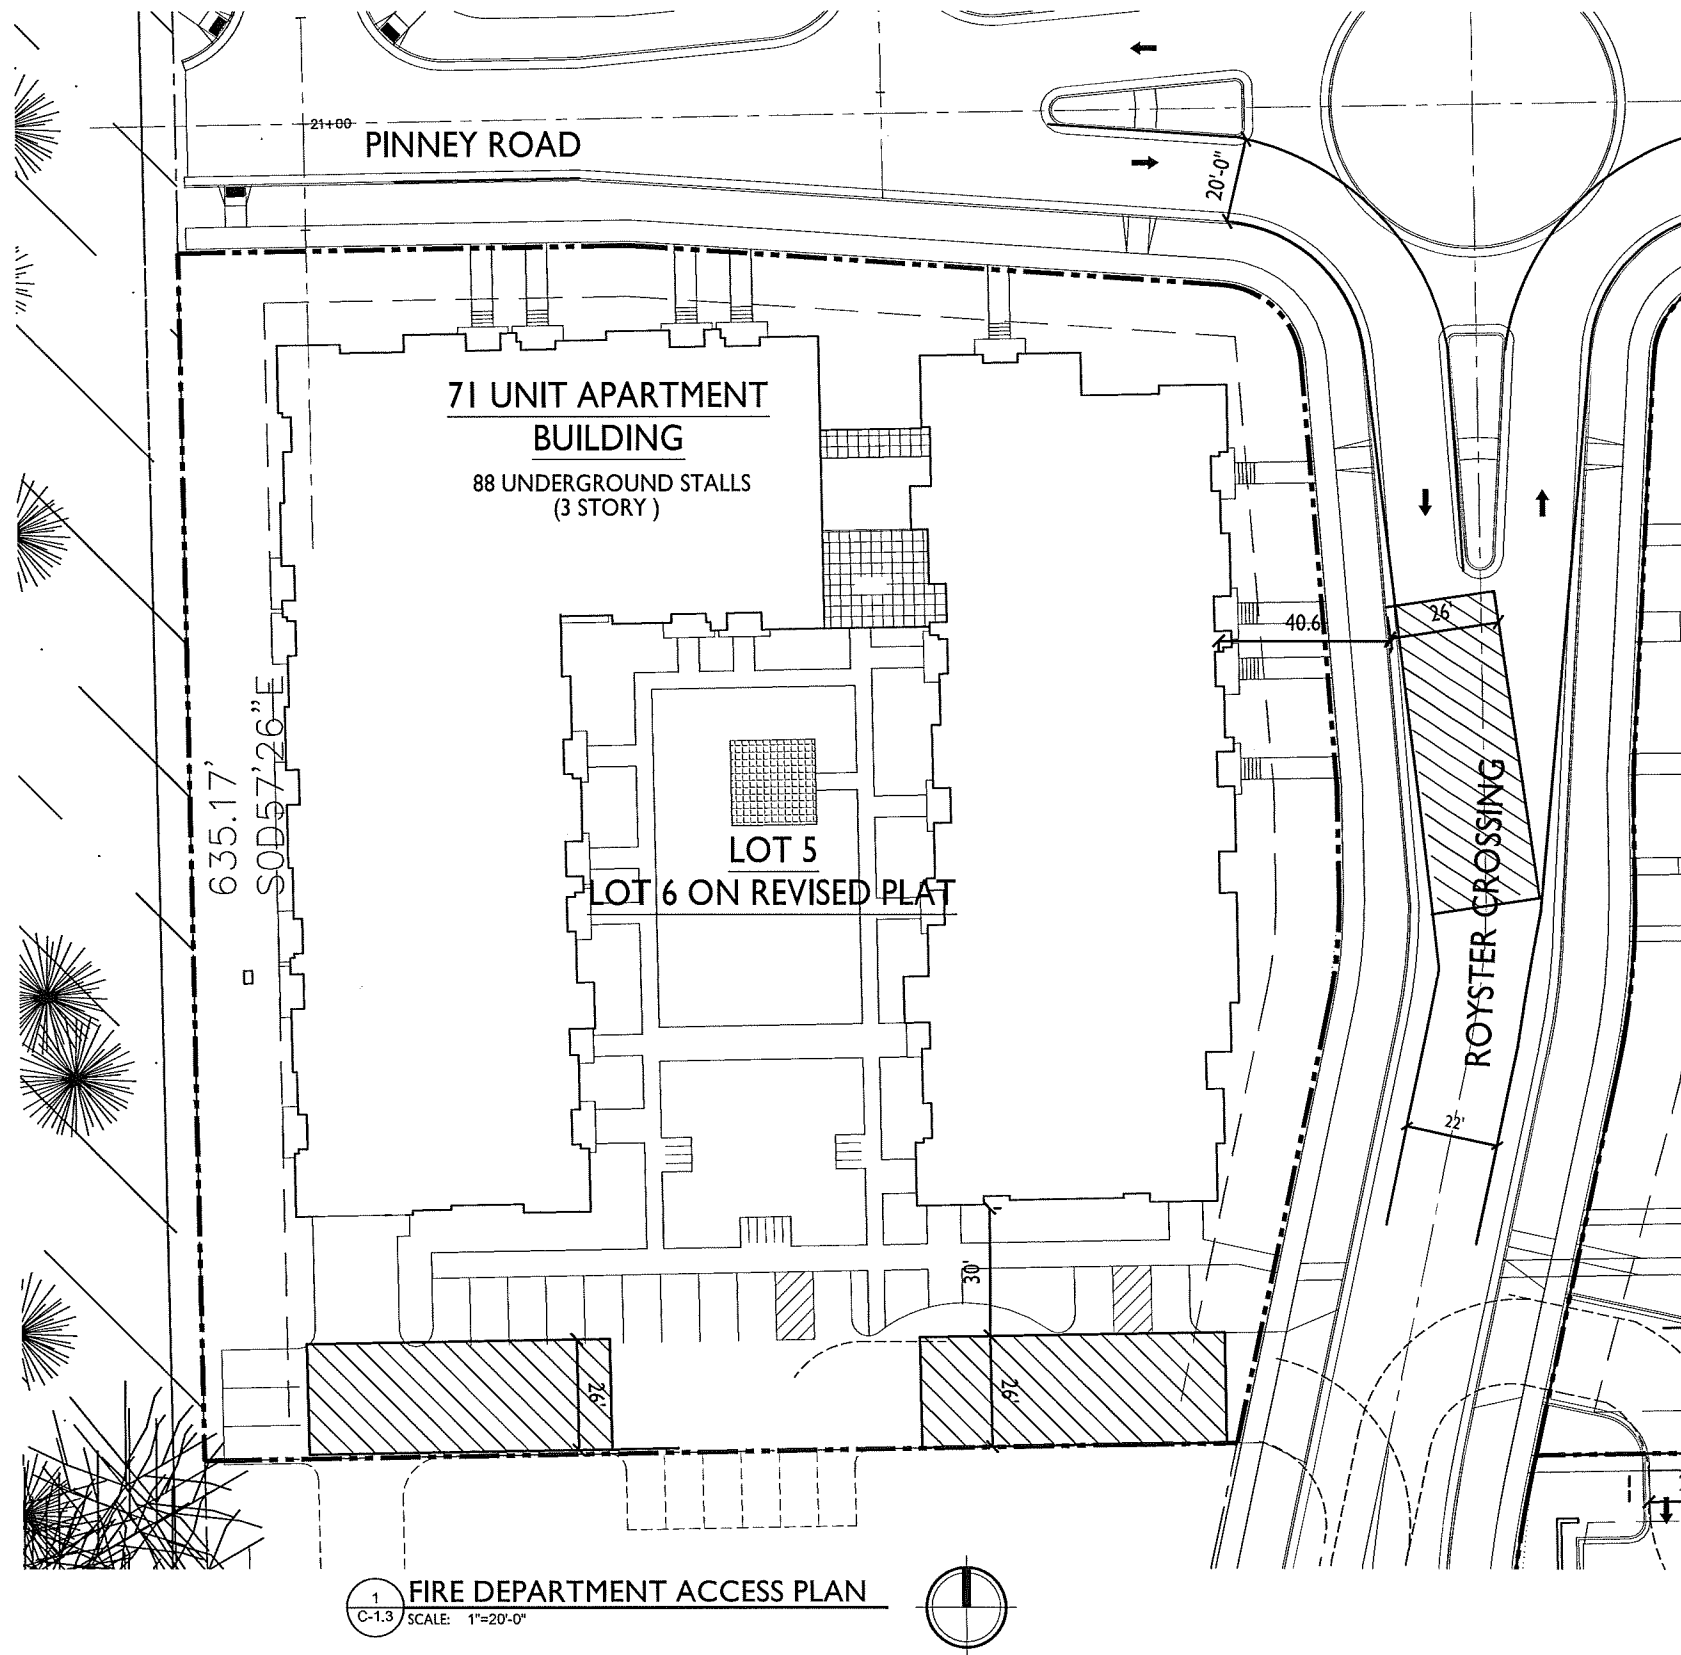 21+00
PINNEY ROAD
20'-0"
71 UNIT APARTMENT
BUILDING
88 UNDERGROUND STALLS
(3 STORY )
40.6
26'
635.17'
S0D57'26"E
LOT 5
LOT 6 ON REVISED PLAT
ROYSTER CROSSING
22'
30'
26'
26'
1
C-1.3
FIRE DEPARTMENT ACCESS PLAN
SCALE: 1"=20'-0"